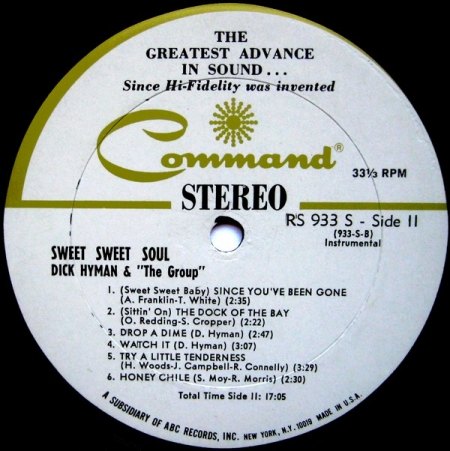 THE
GREATEST ADVANCE
IN SOUND...
Since Hi-Fidelity was invented
Command®
33⅓ RPM
STEREO
RS 933 S - Side II
(933-S-B)
Instrumental
SWEET SWEET SOUL
DICK HYMAN & "The Group"
1. (Sweet Sweet Baby) SINCE YOU'VE BEEN GONE
(A. Franklin-T. White) (2:35)
2. (Sittin' On) THE DOCK OF THE BAY
(O. Redding-S. Cropper) (2:22)
3. DROP A DIME (D. Hyman) (2:47)
4. WATCH IT (D. Hyman) (3:07)
5. TRY A LITTLE TENDERNESS
(H. Woods-J. Campbell-R. Connelly) (3:29)
6. HONEY CHILE (S. Moy-R. Morris) (2:30)
Total Time Side II: 17:05
A SUBSIDIARY OF ABC RECORDS, INC. NEW YORK, N.Y. 10019 MADE IN U.S.A.